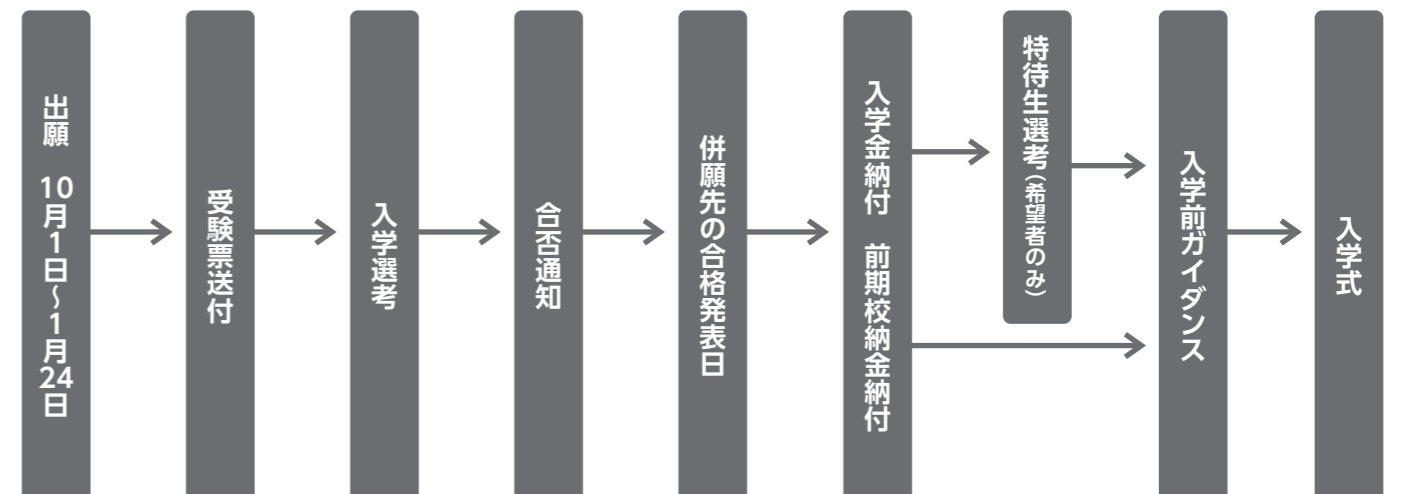 出願　10月1日～1月24日
受験票送付
入学選考
合否通知
併願先の合格発表日
入学金納付　前期校納金納付
特待生選考（希望者のみ）
入学前ガイダンス
入学式